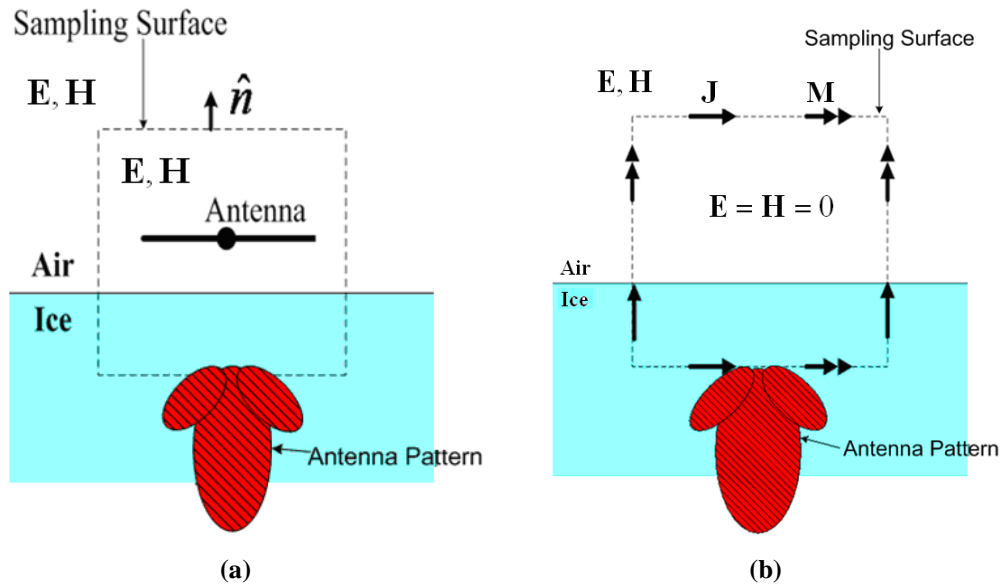 Sampling Surface
E, H
n̂
E, H
Antenna
Air
Ice
Antenna Pattern
(a)
Sampling Surface
E, H
J
M
E = H = 0
Air
Ice
Antenna Pattern
(b)